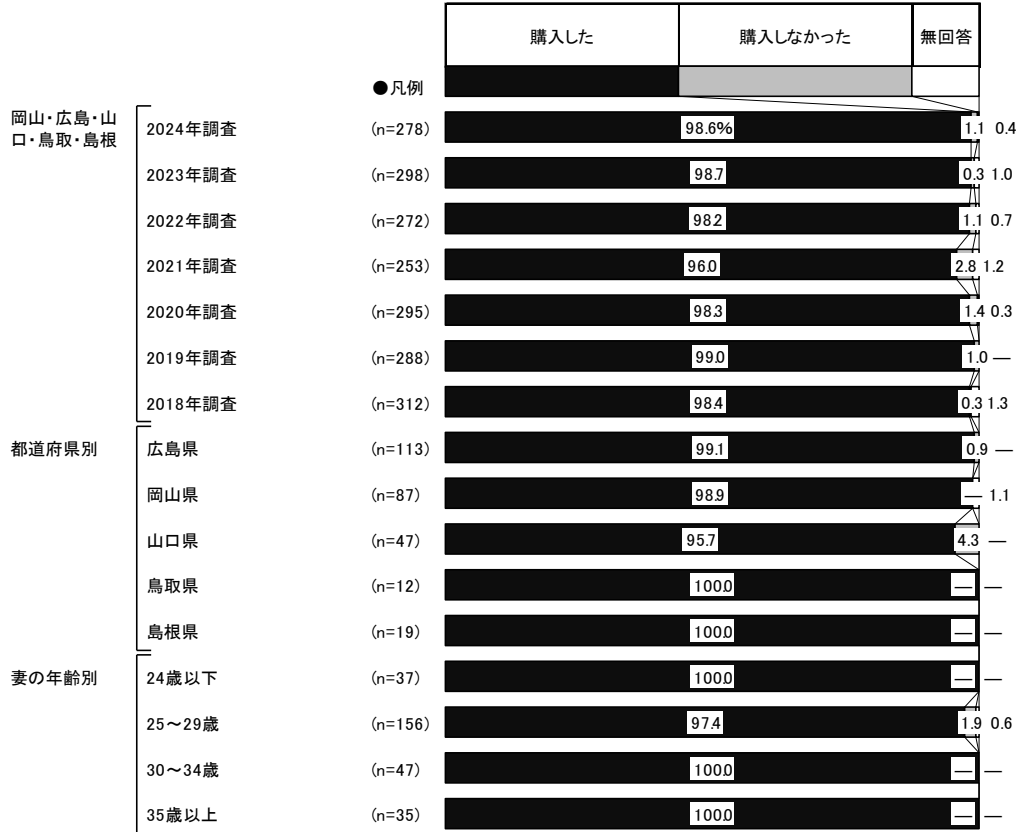 購入した 購入しなかった 無回答
●凡例
岡山・広島・山
口・鳥取・島根
2024年調査 (n=278) 98.6% 1.1 0.4
2023年調査 (n=298) 98.7 0.3 1.0
2022年調査 (n=272) 98.2 1.1 0.7
2021年調査 (n=253) 96.0 2.8 1.2
2020年調査 (n=295) 98.3 1.4 0.3
2019年調査 (n=288) 99.0 1.0 —
2018年調査 (n=312) 98.4 0.3 1.3
都道府県別 広島県 (n=113) 99.1 0.9 —
岡山県 (n=87) 98.9 — 1.1
山口県 (n=47) 95.7 4.3 —
鳥取県 (n=12) 100.0 — —
島根県 (n=19) 100.0 — —
妻の年齢別 24歳以下 (n=37) 100.0 — —
25～29歳 (n=156) 97.4 1.9 0.6
30～34歳 (n=47) 100.0 — —
35歳以上 (n=35) 100.0 — —